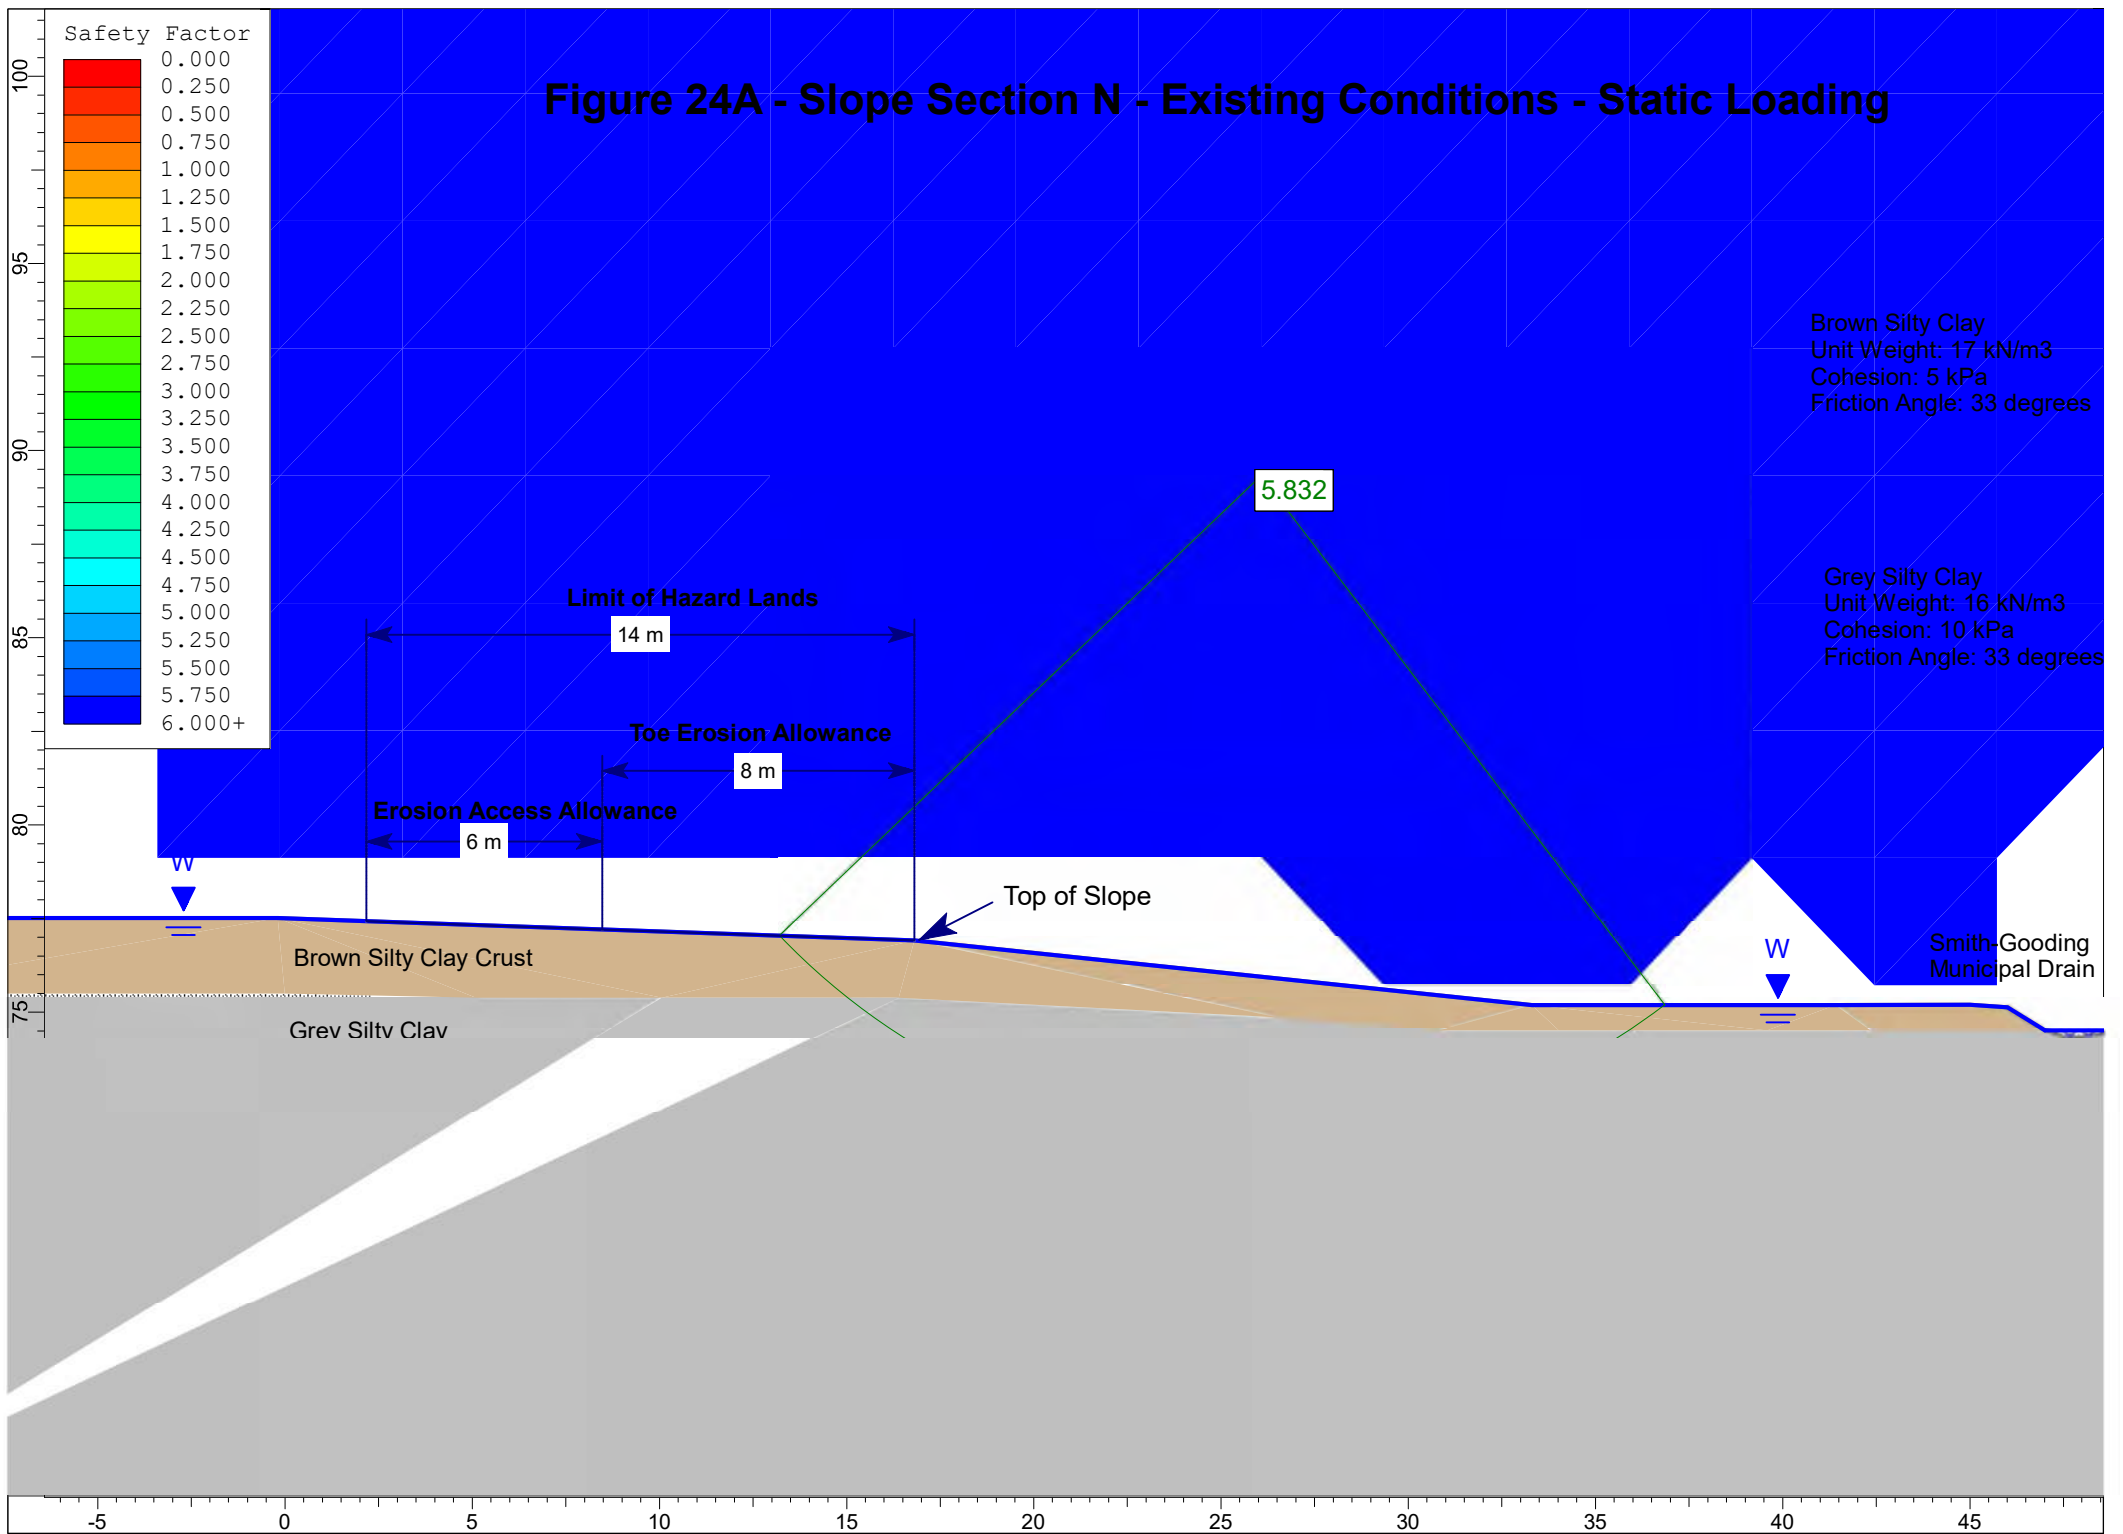 Safety Factor
0.000
0.250
0.500
0.750
1.000
1.250
1.500
1.750
2.000
2.250
2.500
2.750
3.000
3.250
3.500
3.750
4.000
4.250
4.500
4.750
5.000
5.250
5.500
5.750
6.000+
Figure 24A - Slope Section N - Existing Conditions - Static Loading
100
95
90
85
80
75
Brown Silty Clay
Unit Weight: 17 kN/m3
Cohesion: 5 kPa
Friction Angle: 33 degrees
5.832
Grey Silty Clay
Unit Weight: 16 kN/m3
Cohesion: 10 kPa
Friction Angle: 33 degrees
Limit of Hazard Lands
14 m
Toe Erosion Allowance
8 m
Erosion Access Allowance
6 m
W
Top of Slope
W
Smith-Gooding
Municipal Drain
Brown Silty Clay Crust
Grey Silty Clay
-5 0 5 10 15 20 25 30 35 40 45